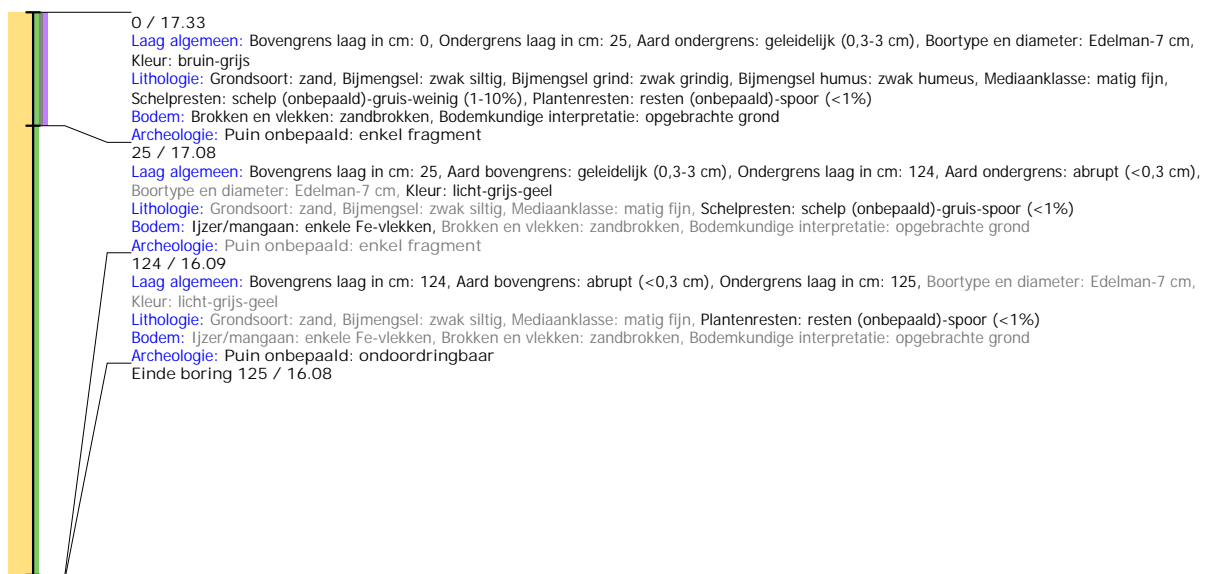 0 / 17.33
Laag algemeen: Bovengrens laag in cm: 0, Ondergrens laag in cm: 25, Aard ondergrens: geleidelijk (0,3-3 cm), Boortype en diameter: Edelman-7 cm,
Kleur: bruin-grijs
Lithologie: Grondsoort: zand, Bijmengsel: zwak siltig, Bijmengsel grind: zwak grindig, Bijmengsel humus: zwak humeus, Mediaanklasse: matig fijn,
Schelpresten: schelp (onbepaald)-gruis-weinig (1-10%), Plantenresten: resten (onbepaald)-spoor (<1%)
Bodem: Brokken en vlekken: zandbrokken, Bodemkundige interpretatie: opgebrachte grond
Archeologie: Puin onbepaald: enkel fragment
25 / 17.08
Laag algemeen: Bovengrens laag in cm: 25, Aard bovengrens: geleidelijk (0,3-3 cm), Ondergrens laag in cm: 124, Aard ondergrens: abrupt (<0,3 cm),
Boortype en diameter: Edelman-7 cm, Kleur: licht-grijs-geel
Lithologie: Grondsoort: zand, Bijmengsel: zwak siltig, Mediaanklasse: matig fijn, Schelpresten: schelp (onbepaald)-gruis-spoor (<1%)
Bodem: Ijzer/mangaan: enkele Fe-vlekken, Brokken en vlekken: zandbrokken, Bodemkundige interpretatie: opgebrachte grond
Archeologie: Puin onbepaald: enkel fragment
124 / 16.09
Laag algemeen: Bovengrens laag in cm: 124, Aard bovengrens: abrupt (<0,3 cm), Ondergrens laag in cm: 125, Boortype en diameter: Edelman-7 cm,
Kleur: licht-grijs-geel
Lithologie: Grondsoort: zand, Bijmengsel: zwak siltig, Mediaanklasse: matig fijn, Plantenresten: resten (onbepaald)-spoor (<1%)
Bodem: Ijzer/mangaan: enkele Fe-vlekken, Brokken en vlekken: zandbrokken, Bodemkundige interpretatie: opgebrachte grond
Archeologie: Puin onbepaald: ondoordringbaar
Einde boring 125 / 16.08